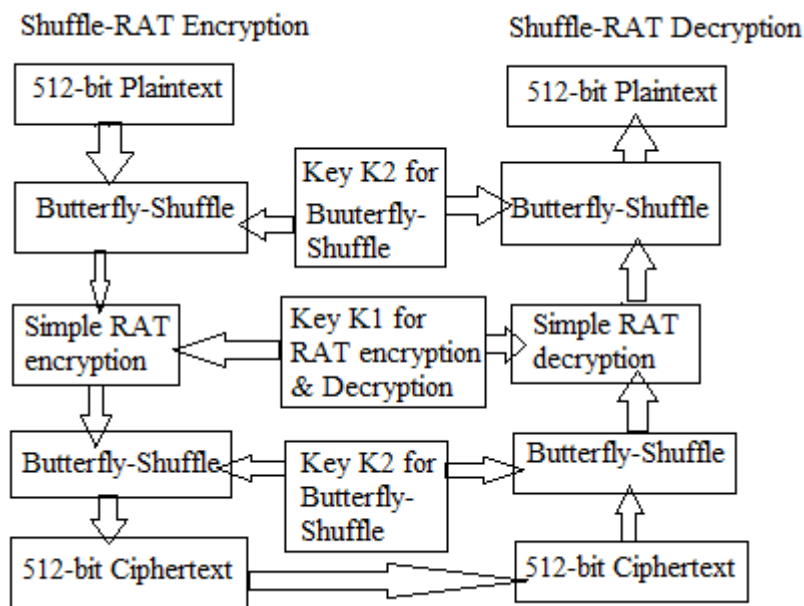 Shuffle-RAT Encryption
512-bit Plaintext
Butterfly-Shuffle
Simple RAT
encryption
Butterfly-Shuffle
512-bit Ciphertext
Key K2 for
Buuterfly-
Shuffle
Key K1 for
RAT encryption
& Decryption
Key K2 for
Butterfly-
Shuffle
Shuffle-RAT Decryption
512-bit Plaintext
Butterfly-Shuffle
Simple RAT
decryption
Butterfly-Shuffle
512-bit Ciphertext